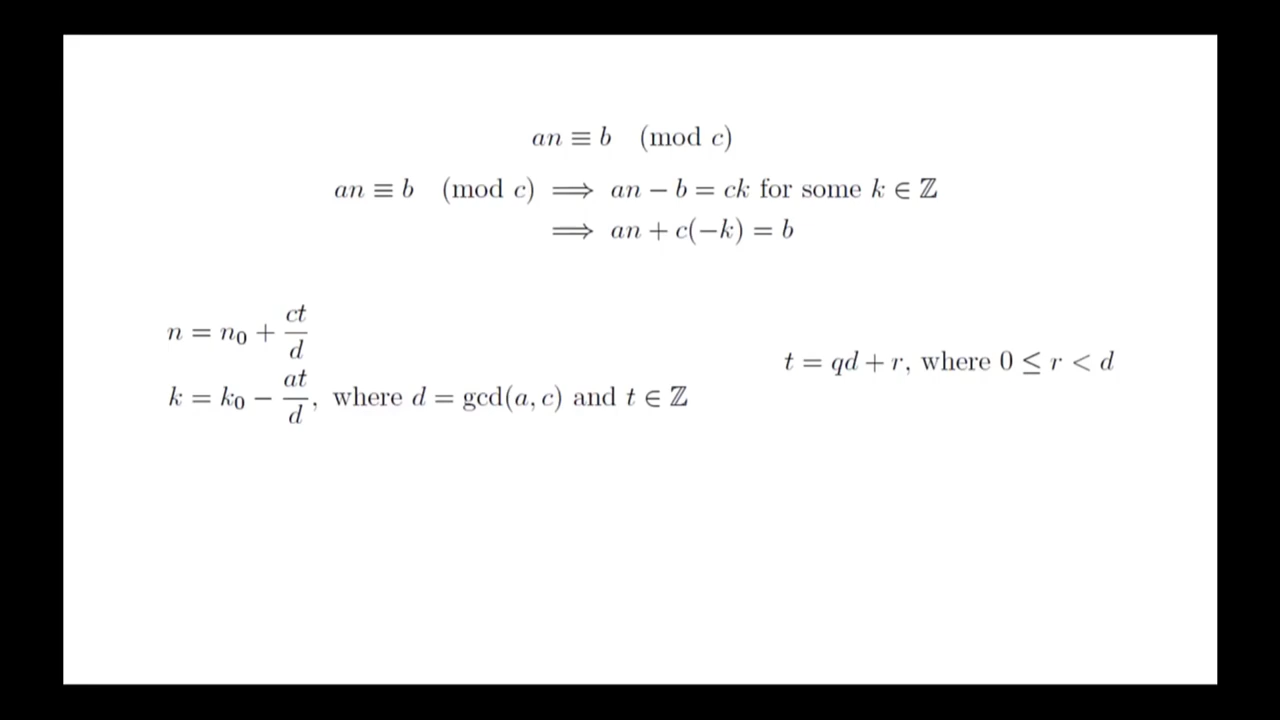 an ≡ b (mod c)
an ≡ b (mod c) ⟹ an − b = ck for some k ∈ ℤ
⟹ an + c(−k) = b
n = n₀ + ct/d
k = k₀ − at/d, where d = gcd(a, c) and t ∈ ℤ
t = qd + r, where 0 ≤ r < d